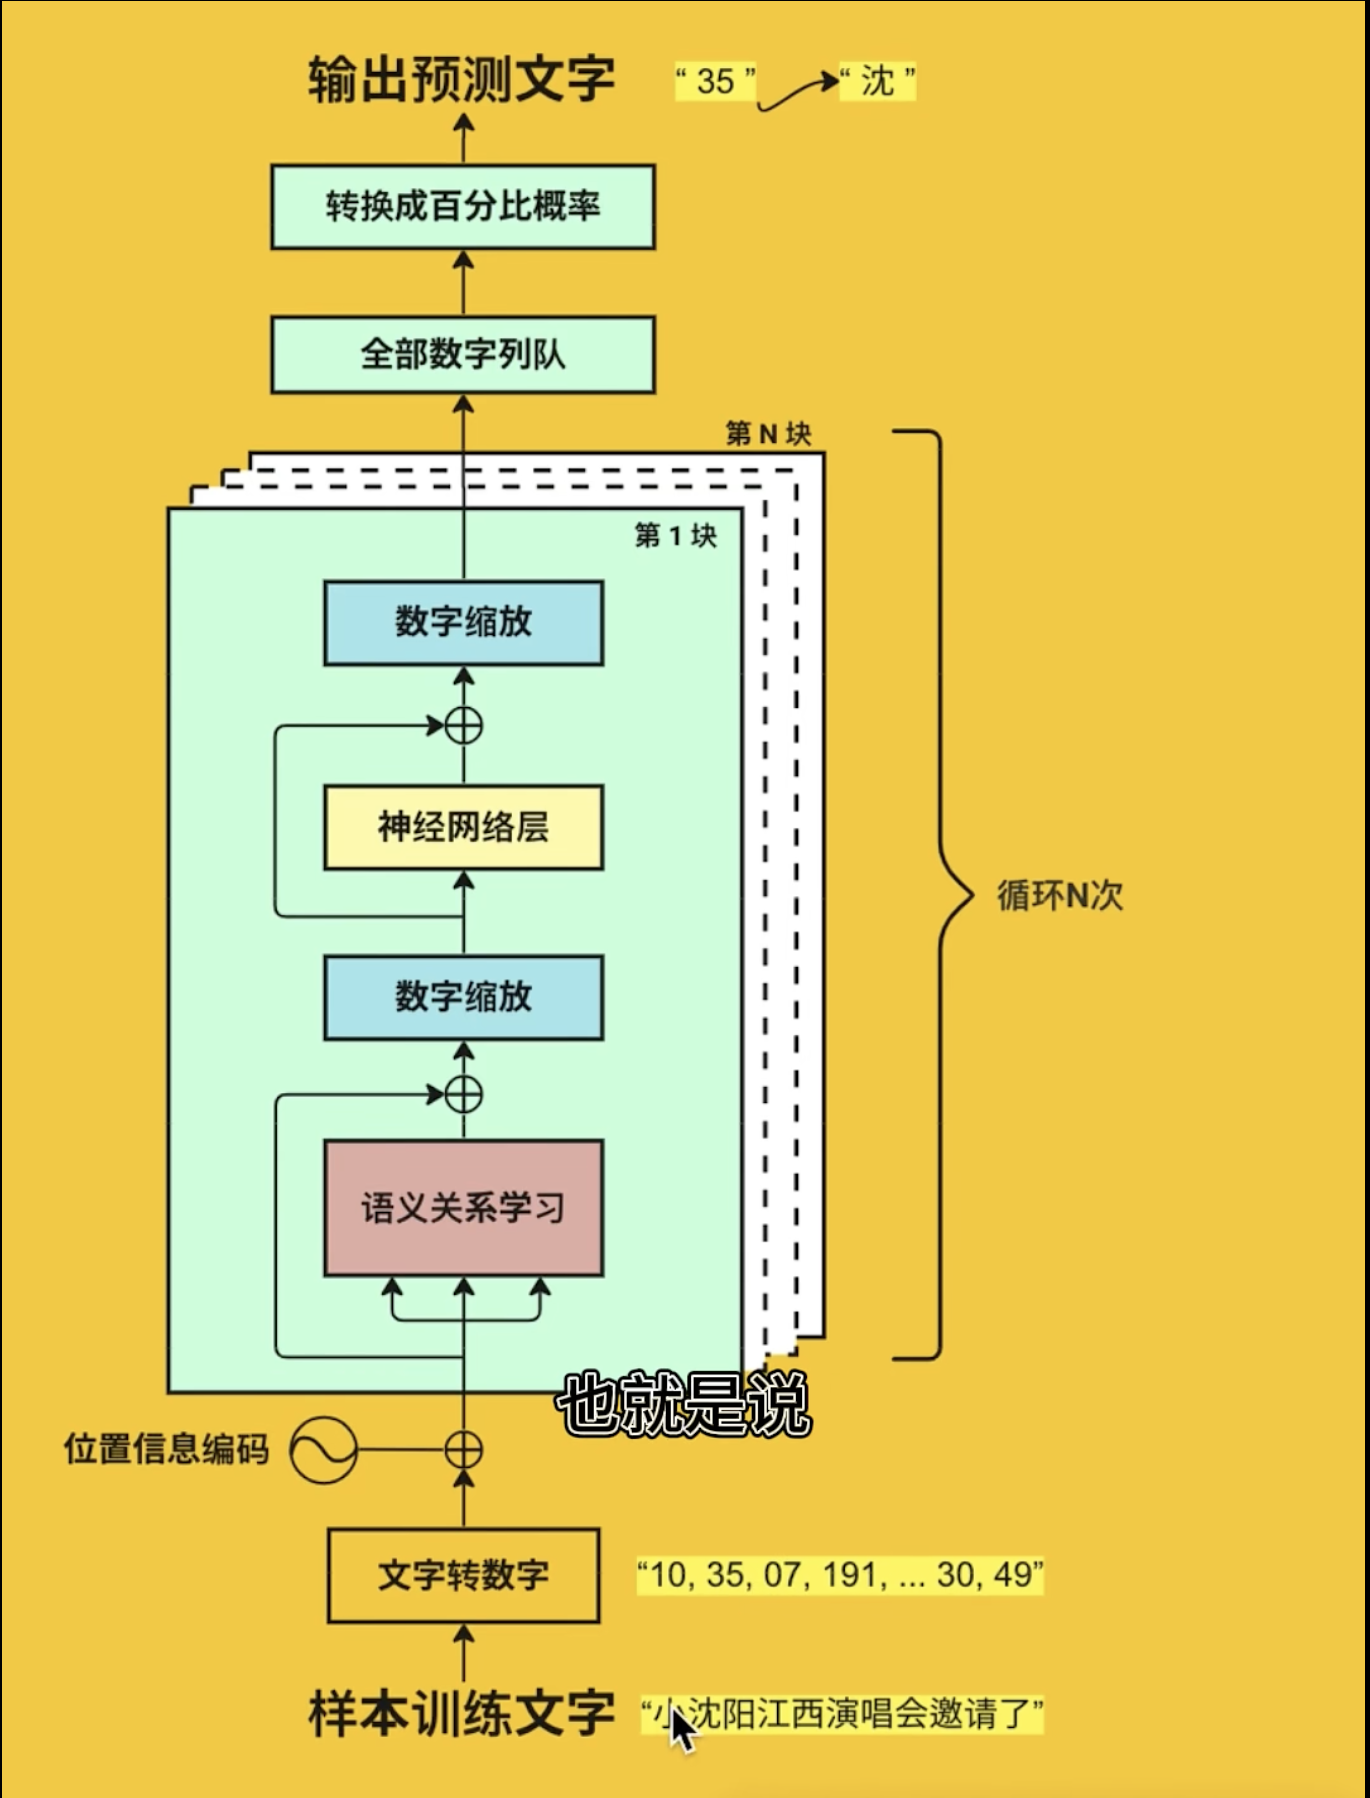 输出预测文字 “ 35 ” “ 沈 ”
转换成百分比概率
全部数字列队
第 N 块
第 1 块
数字缩放
神经网络层
循环N次
数字缩放
语义关系学习
也就是说
位置信息编码
文字转数字 “10, 35, 07, 191, ... 30, 49”
样本训练文字 “小沈阳江西演唱会邀请了”